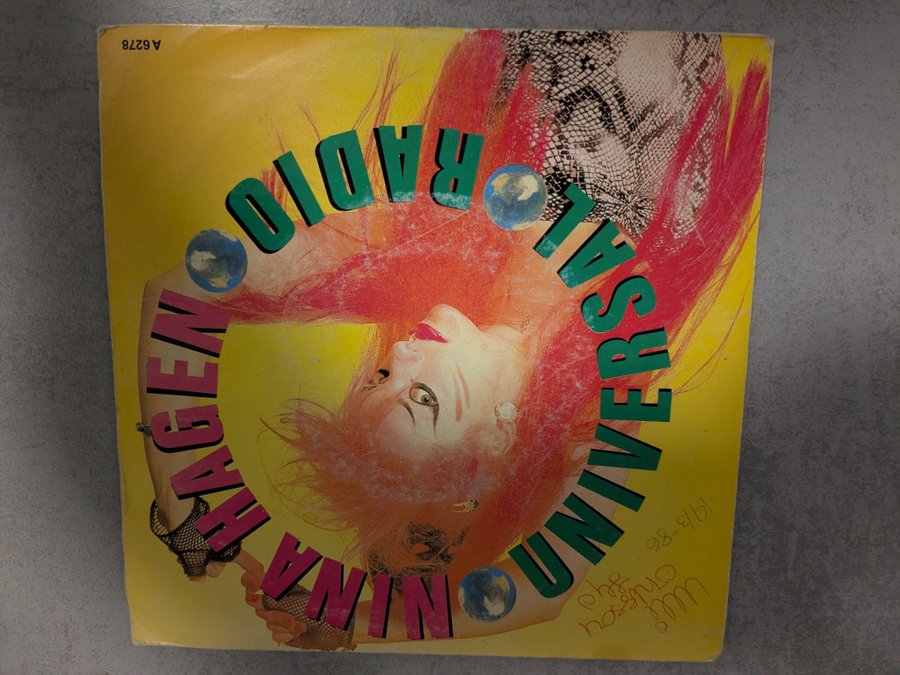 A 6278
NINA HAGEN
UNIVERSAL
RADIO
19/3-86